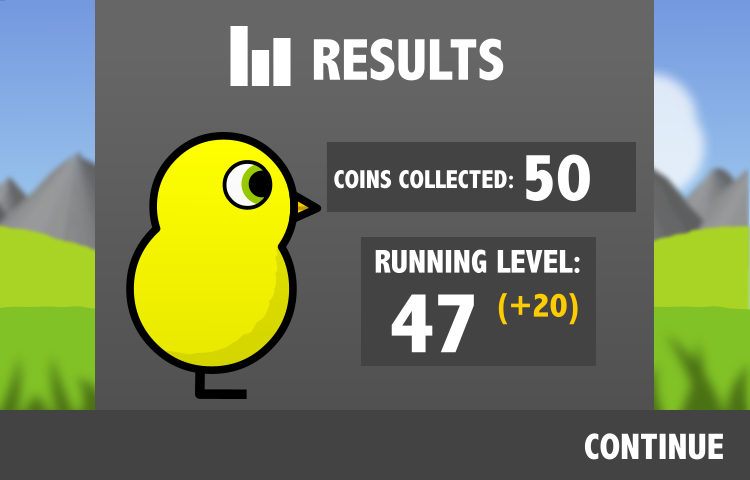 RESULTS
COINS COLLECTED: 50
RUNNING LEVEL:
47 (+20)
CONTINUE